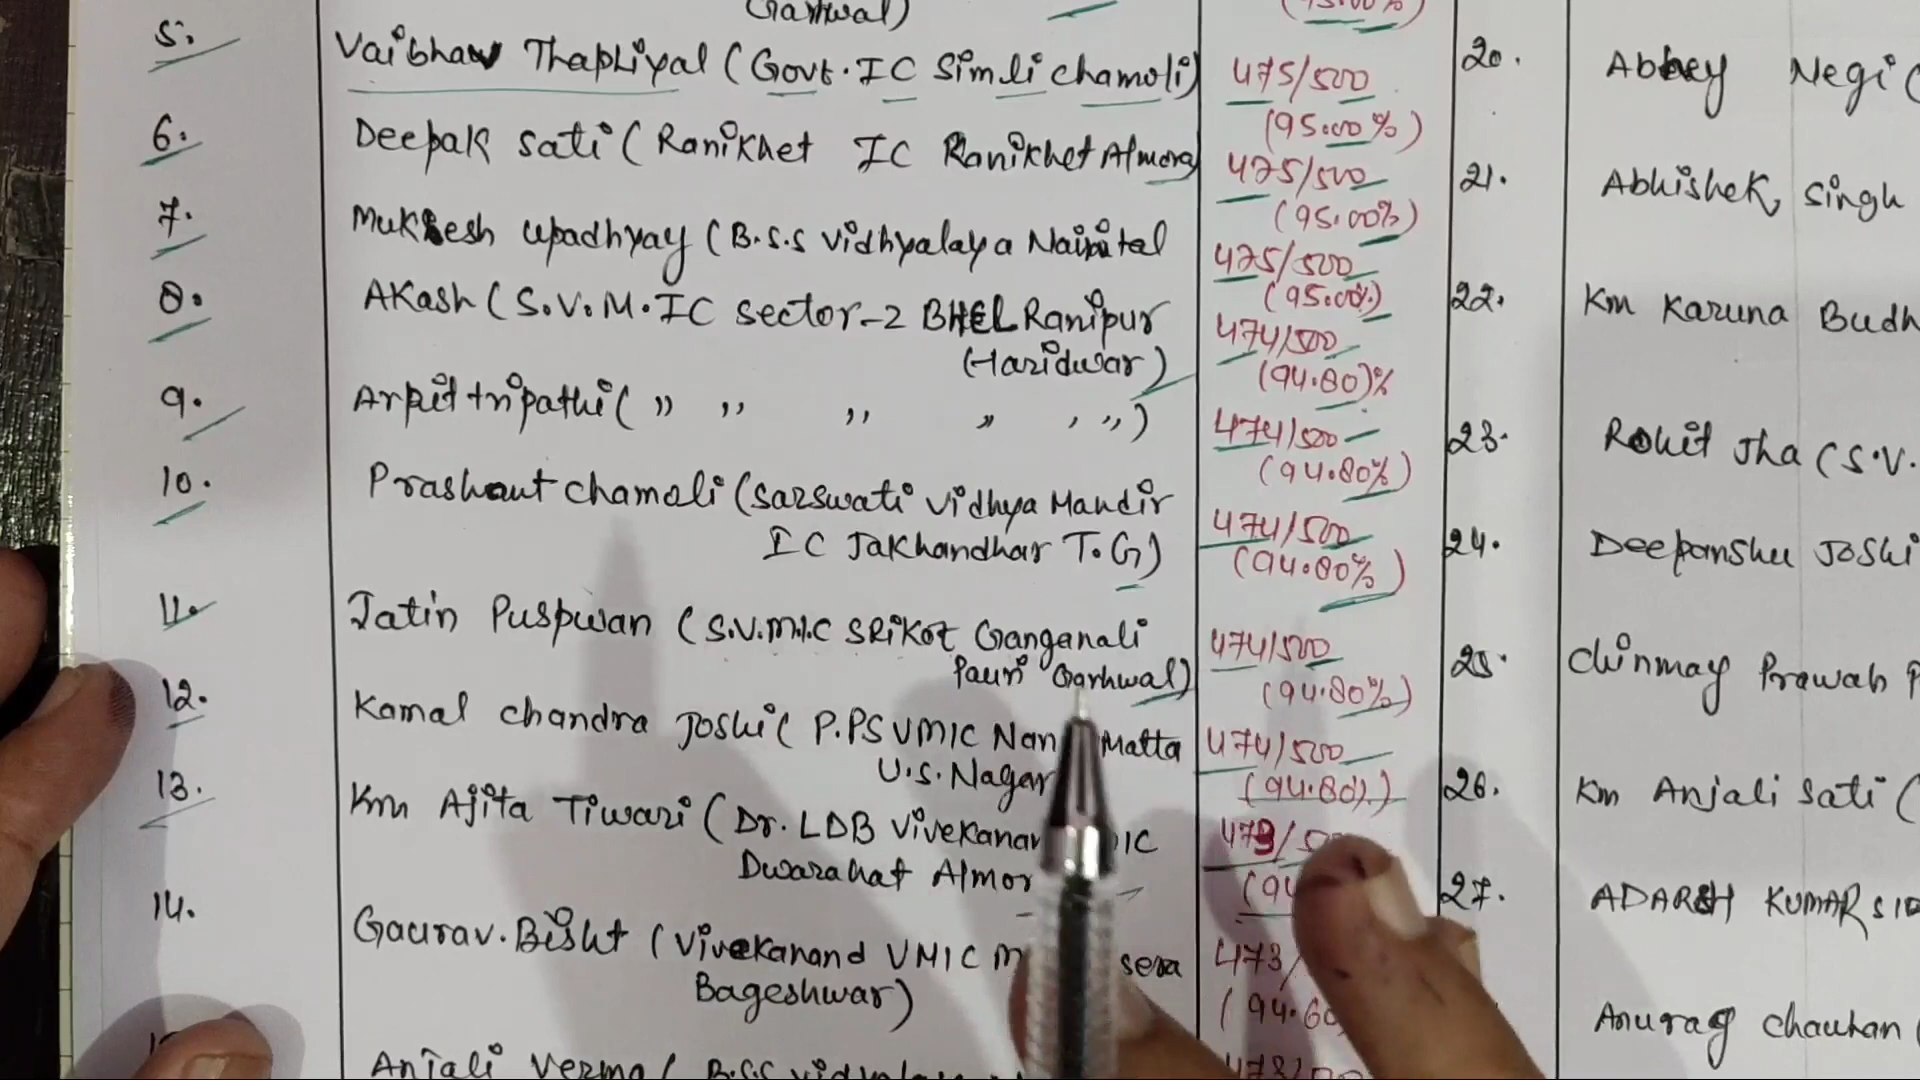 Garhwal)
5. Vaibhaw Thapliyal (Govt. IC Simli chamoli) 475/500
(95.00%)
6. Deepak Sati (Ranikhet IC Ranikhet Almora 475/500
(95.00%)
7. Mukesh Upadhyay (B.S.S Vidhyalaya Nainital 475/500
(95.00%)
8. Akash (S.V.M.IC Sector-2 BHEL Ranipur 474/500
(Haridwar) (94.80)%
9. Arpit tripathi ( " " " " " ") 474/500
(94.80%)
10. Prashant chamoli (Sarswati Vidhya Mandir 474/500
IC Jakhandhar T.G) (94.80%)
11. Jatin Puspwan (S.V.M.I.C SRIKOT Ganganali 474/500
Pauri Garhwal) (94.80%)
12. Kamal chandra Joshi ( P.PSVMIC Matta 474/500
U.S. Nagar (94.80%)
13. Km Ajita Tiwari (Dr. LDB IC
Dwarahat
14. Gaurav. Bisht (Vivekanand VMIC 473/
Bageshwar)
Anjali Verma (
20. Abhey Negi (
21. Abhishek Singh
22. Km Karuna
23. Rohit Jha (S.V.
24. Deepanshu Joshi
25. Chinmay Prawah
26. Km Anjali Sati (
27. ADARSH KUMAR
Anurag Chauhan (